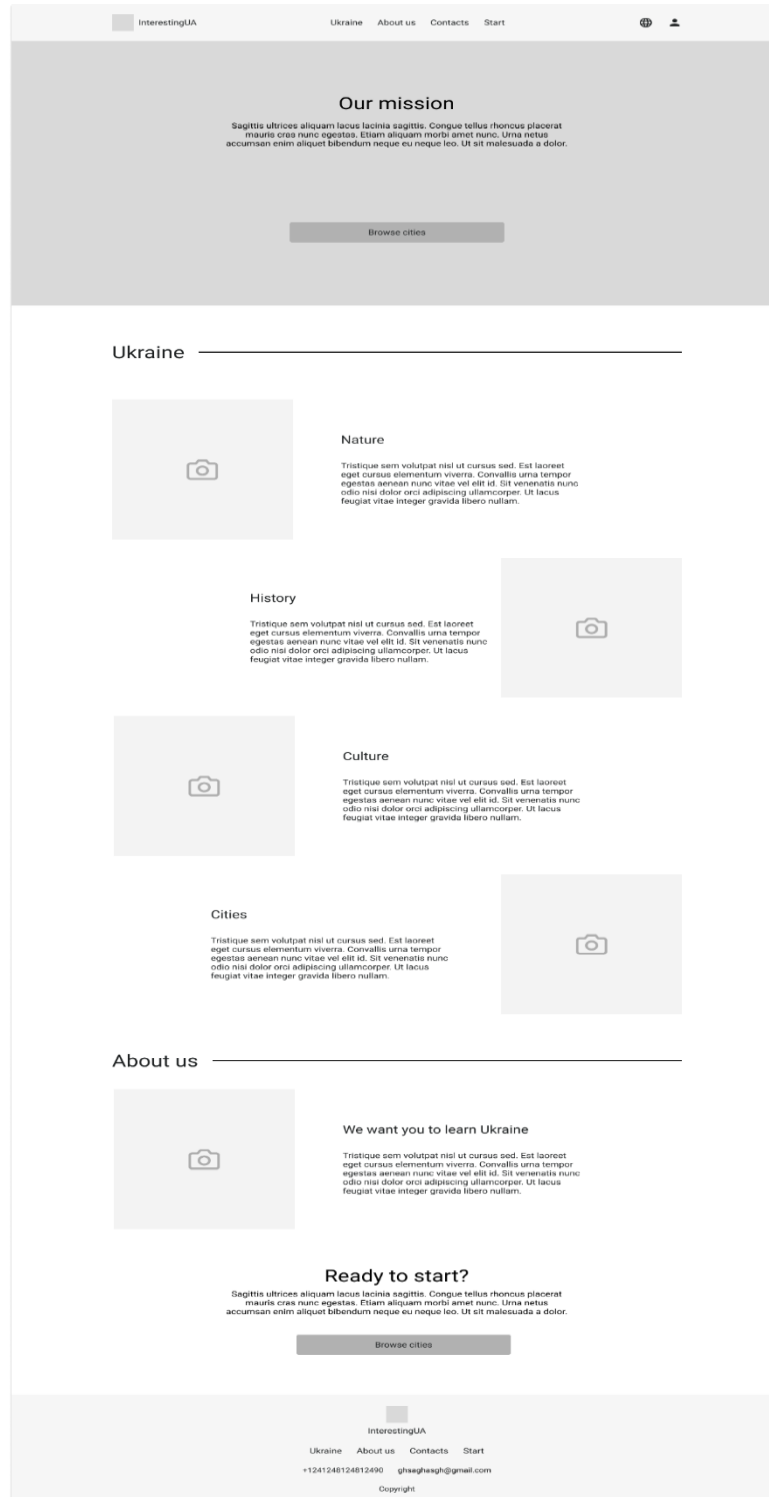 InterestingUA
Ukraine About us Contacts Start
Our mission
Sagittis ultrices aliquam lacus lacinia sagittis. Congue tellus rhoncus placerat
mauris cras nunc egestas. Etiam aliquam morbi amet nunc. Urna netus
accumsan enim aliquet bibendum neque eu neque leo. Ut sit malesuada a dolor.
Browse cities
Ukraine
Nature
Tristique sem volutpat nisl ut cursus sed. Est laoreet
eget cursus elementum viverra. Convallis urna tempor
egestas aenean nunc vitae vel elit id. Sit venenatis nunc
odio nisi dolor orci adipiscing ullamcorper. Ut lacus
feugiat vitae integer gravida libero nullam.
History
Tristique sem volutpat nisl ut cursus sed. Est laoreet
eget cursus elementum viverra. Convallis urna tempor
egestas aenean nunc vitae vel elit id. Sit venenatis nunc
odio nisi dolor orci adipiscing ullamcorper. Ut lacus
feugiat vitae integer gravida libero nullam.
Culture
Tristique sem volutpat nisl ut cursus sed. Est laoreet
eget cursus elementum viverra. Convallis urna tempor
egestas aenean nunc vitae vel elit id. Sit venenatis nunc
odio nisi dolor orci adipiscing ullamcorper. Ut lacus
feugiat vitae integer gravida libero nullam.
Cities
Tristique sem volutpat nisl ut cursus sed. Est laoreet
eget cursus elementum viverra. Convallis urna tempor
egestas aenean nunc vitae vel elit id. Sit venenatis nunc
odio nisi dolor orci adipiscing ullamcorper. Ut lacus
feugiat vitae integer gravida libero nullam.
About us
We want you to learn Ukraine
Tristique sem volutpat nisl ut cursus sed. Est laoreet
eget cursus elementum viverra. Convallis urna tempor
egestas aenean nunc vitae vel elit id. Sit venenatis nunc
odio nisi dolor orci adipiscing ullamcorper. Ut lacus
feugiat vitae integer gravida libero nullam.
Ready to start?
Sagittis ultrices aliquam lacus lacinia sagittis. Congue tellus rhoncus placerat
mauris cras nunc egestas. Etiam aliquam morbi amet nunc. Urna netus
accumsan enim aliquet bibendum neque eu neque leo. Ut sit malesuada a dolor.
Browse cities
InterestingUA
Ukraine About us Contacts Start
+1241248124812490 ghsaghasgh@gmail.com
Copyright